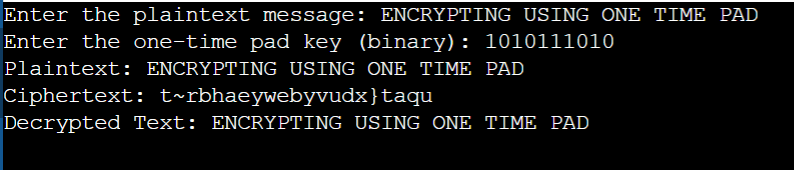 Enter the plaintext message: ENCRYPTING USING ONE TIME PAD
Enter the one-time pad key (binary): 1010111010
Plaintext: ENCRYPTING USING ONE TIME PAD
Ciphertext: t~rbhaeywebyvudx}taqu
Decrypted Text: ENCRYPTING USING ONE TIME PAD